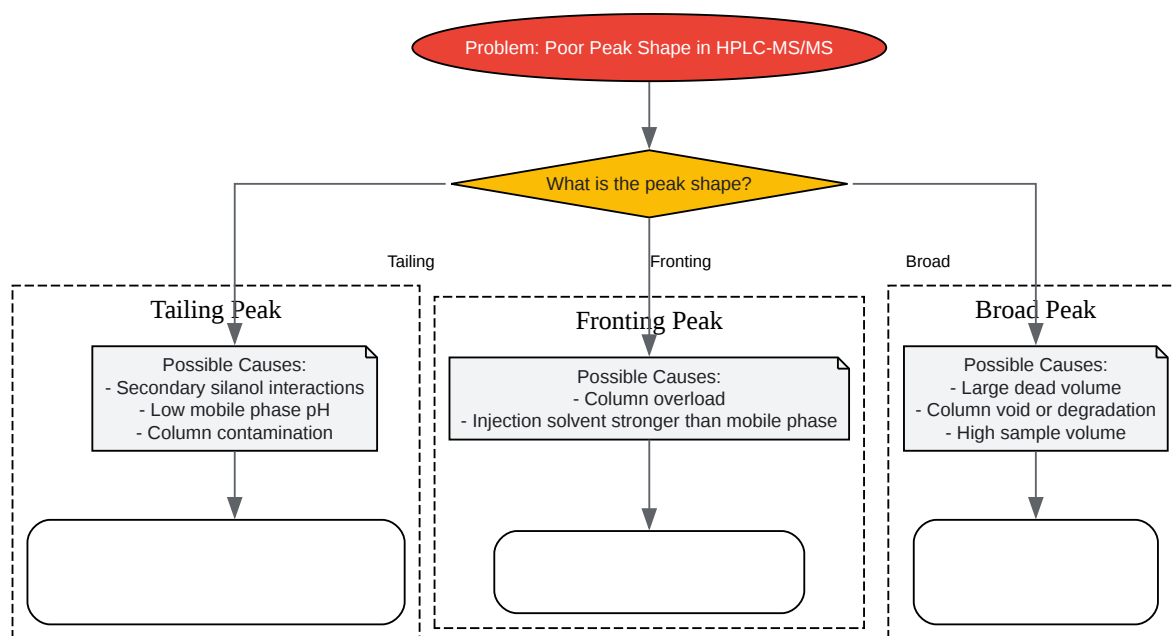 Problem: Poor Peak Shape in HPLC-MS/MS
What is the peak shape?
Tailing
Fronting
Broad
Tailing Peak
Possible Causes:
- Secondary silanol interactions
- Low mobile phase pH
- Column contamination
Fronting Peak
Possible Causes:
- Column overload
- Injection solvent stronger than mobile phase
Broad Peak
Possible Causes:
- Large dead volume
- Column void or degradation
- High sample volume